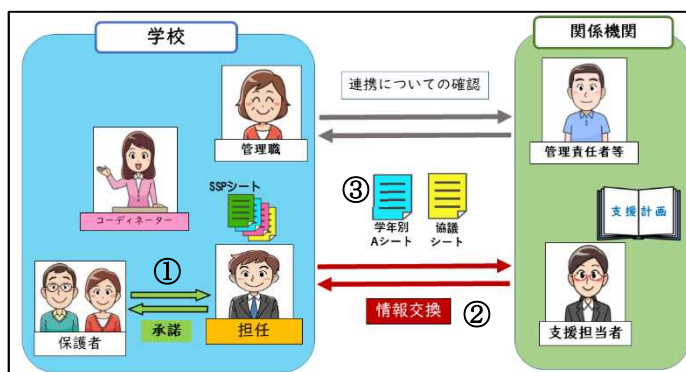 学校
関係機関
連携についての確認
管理職
管理責任者等
コーディネーター
SSPシート
③
学年別
Aシート
協議
シート
支援計画
①
承諾
保護者
担任
情報交換
②
支援担当者